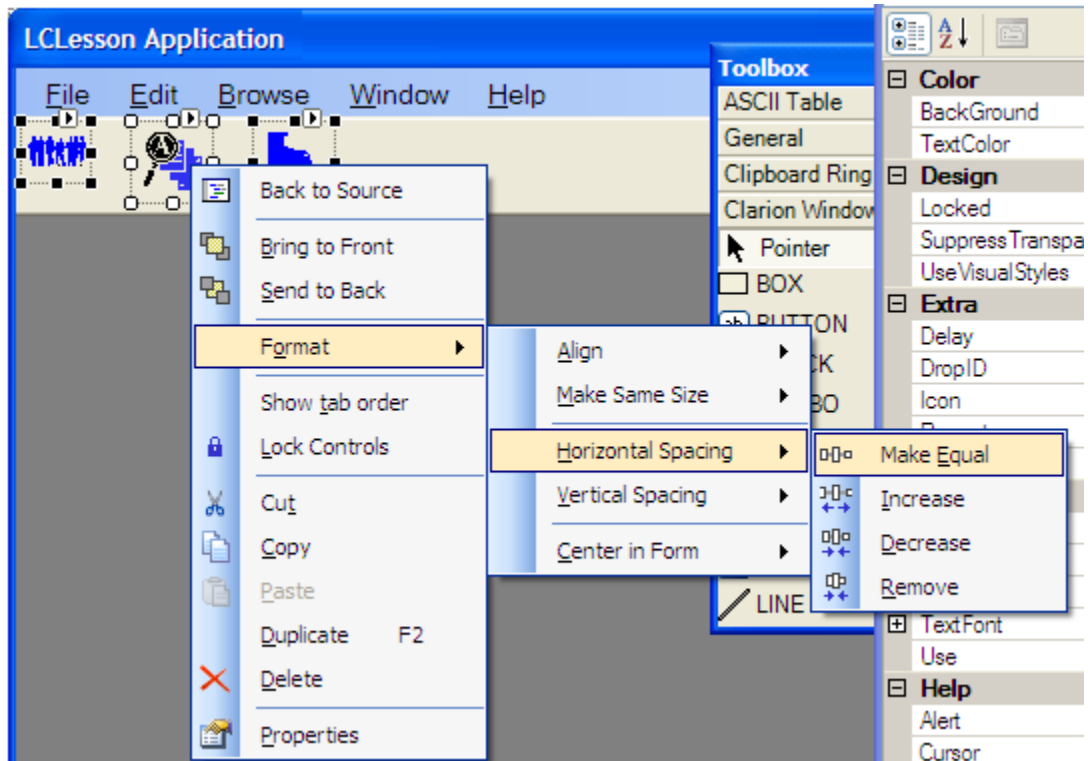 LCLesson Application
File Edit Browse Window Help
Back to Source
Bring to Front
Send to Back
Format
Show tab order
Lock Controls
Cut
Copy
Paste
Duplicate F2
Delete
Properties
Align
Make Same Size
Horizontal Spacing
Vertical Spacing
Center in Form
Make Equal
Increase
Decrease
Remove
Toolbox
ASCII Table
General
Clipboard Ring
Clarion Window
Pointer
BOX
BUTTON
LINE
Color
BackGround
TextColor
Design
Locked
SuppressTranspa
UseVisualStyles
Extra
Delay
DropID
Icon
TextFont
Use
Help
Alert
Cursor